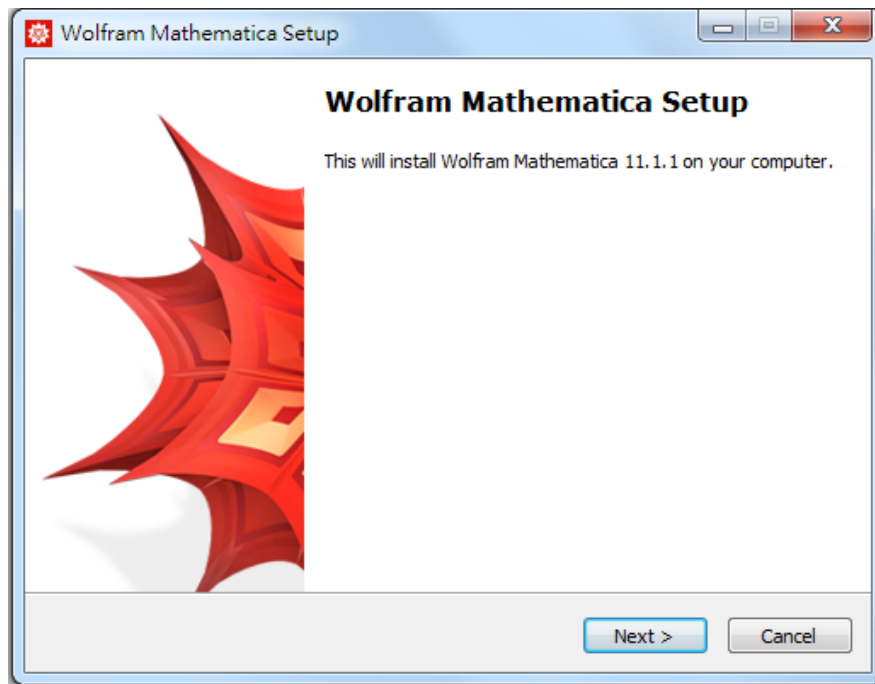 Wolfram Mathematica Setup
Wolfram Mathematica Setup
This will install Wolfram Mathematica 11.1.1 on your computer.
Next >
Cancel